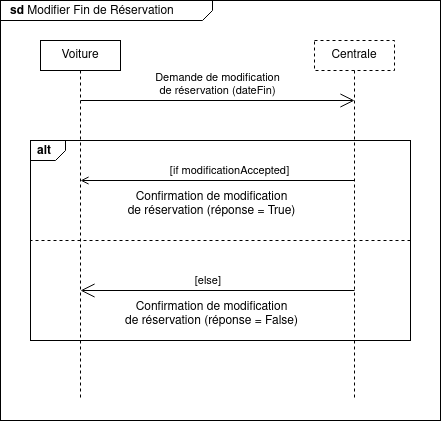 sd Modifier Fin de Réservation
Voiture
Centrale
Demande de modification
de réservation (dateFin)
alt
[if modificationAccepted]
Confirmation de modification
de réservation (réponse = True)
[else]
Confirmation de modification
de réservation (réponse = False)